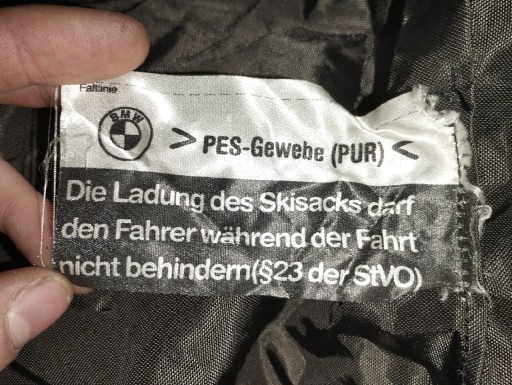 Faltlinie
BMW
> PES-Gewebe (PUR) <
Die Ladung des Skisacks darf
den Fahrer während der Fahrt
nicht behindern(§23 der StVO)